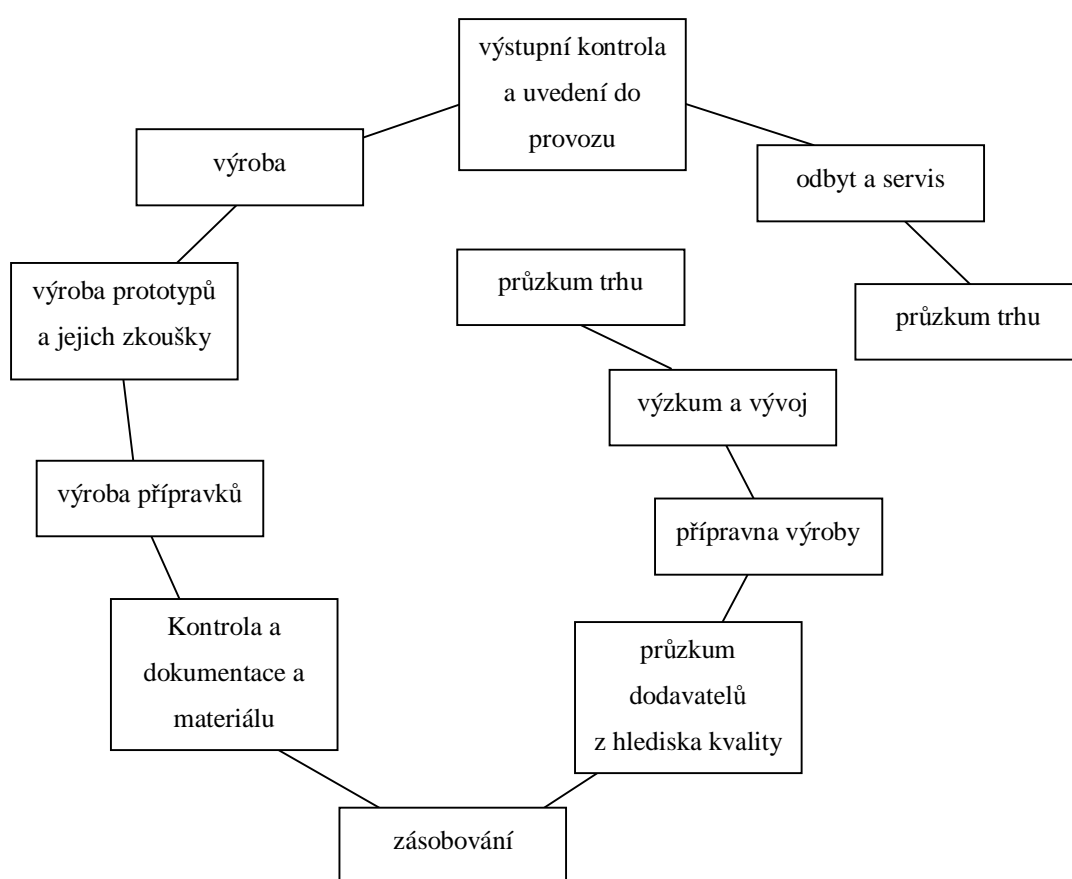 výstupní kontrola
a uvedení do
provozu
výroba
odbyt a servis
výroba prototypů
a jejich zkoušky
průzkum trhu
průzkum trhu
výzkum a vývoj
výroba přípravků
přípravna výroby
Kontrola a
dokumentace a
materiálu
průzkum
dodavatelů
z hlediska kvality
zásobování